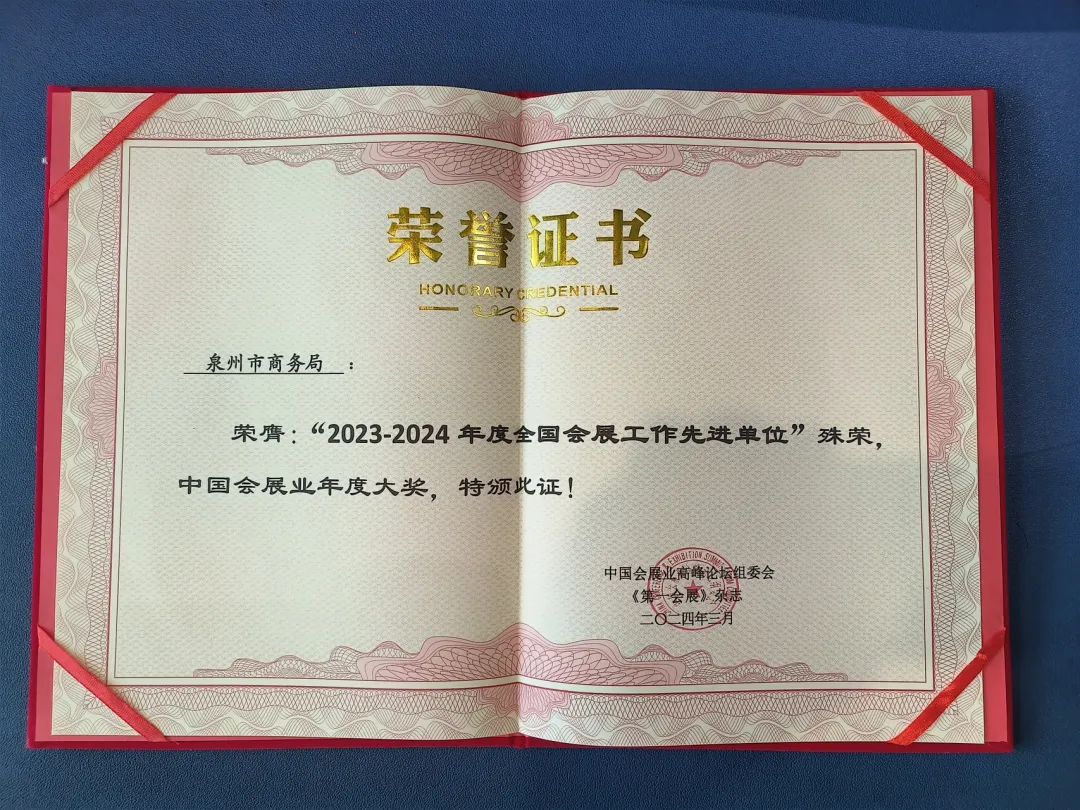 荣誉证书
HONORARY CREDENTIAL
泉州市商务局：
荣膺：“2023-2024 年度全国会展工作先进单位”殊荣，
中国会展业年度大奖，特颁此证！
中国会展业高峰论坛组委会
《第一会展》杂志
二〇二四年三月